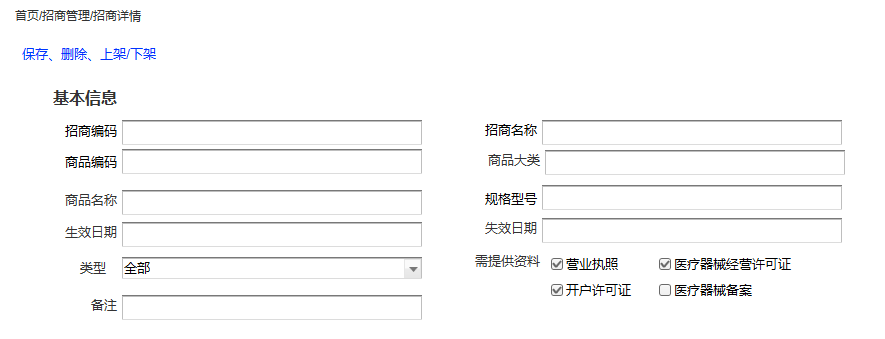 首页/招商管理/招商详情
保存、删除、上架/下架
基本信息
招商编码 招商名称
商品编码 商品大类
商品名称 规格型号
生效日期 失效日期
类型 全部 需提供资料 营业执照 医疗器械经营许可证
开户许可证 医疗器械备案
备注